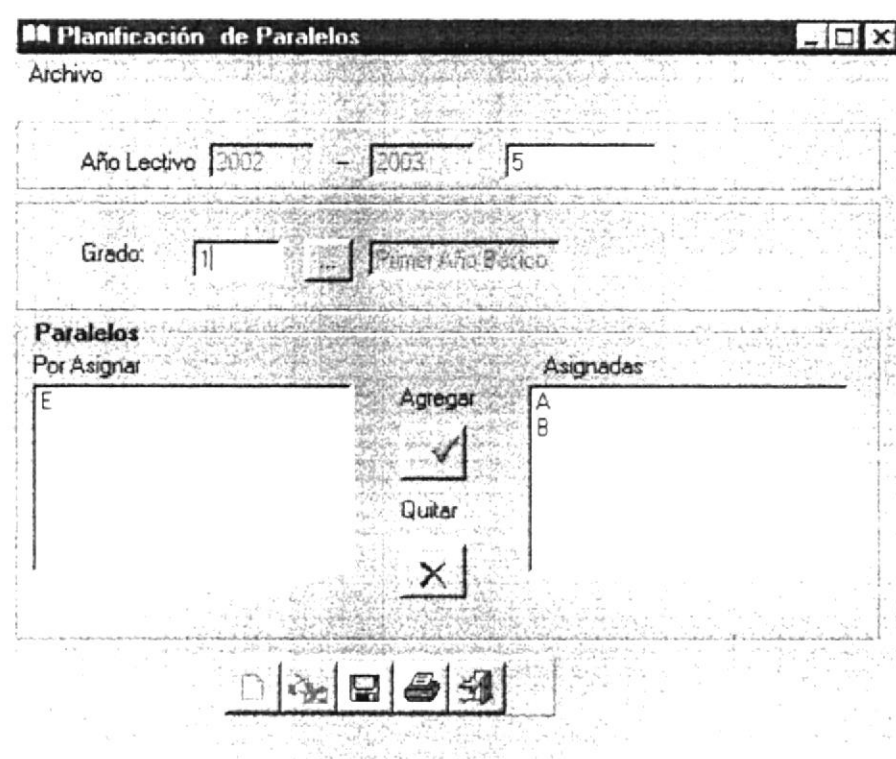 Planificación de Paralelos
Archivo
Año Lectivo 2002 - 2003 5
Grado: 1 ... Primer Año Básico
Paralelos
Por Asignar Asignadas
E Agregar A
B
Quitar